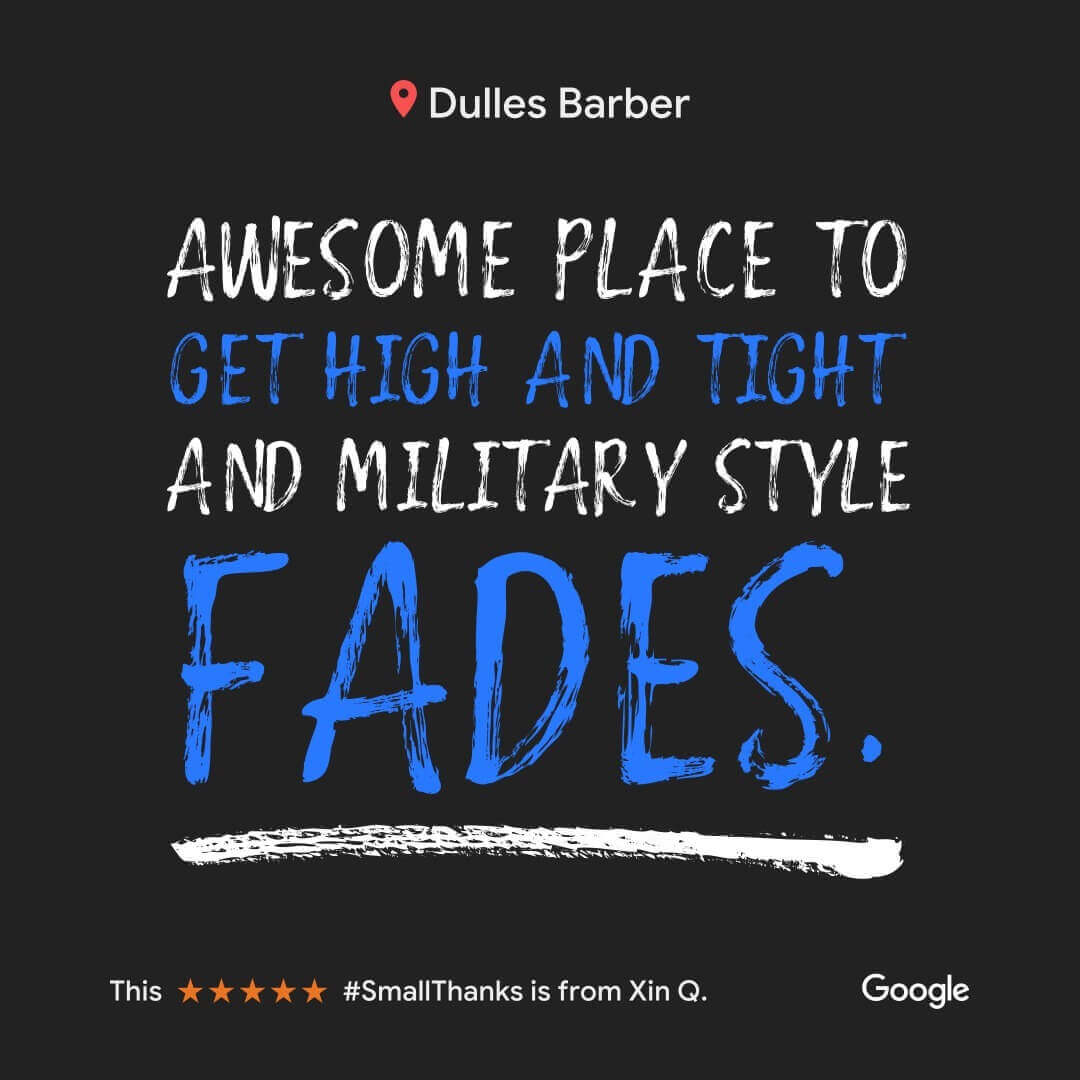 Dulles Barber
AWESOME PLACE TO
GET HIGH AND TIGHT
AND MILITARY STYLE
FADES.
This ★★★★★ #SmallThanks is from Xin Q.
Google